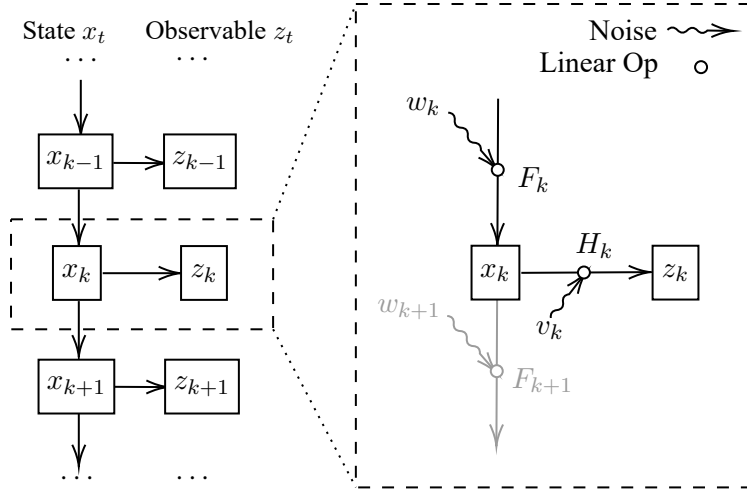 State $x_t$ Observable $z_t$
… …
$x_{k-1}$ $z_{k-1}$
$x_k$ $z_k$
$x_{k+1}$ $z_{k+1}$
… …
Noise
Linear Op
$w_k$
$F_k$
$H_k$
$x_k$ $z_k$
$v_k$
$w_{k+1}$
$F_{k+1}$